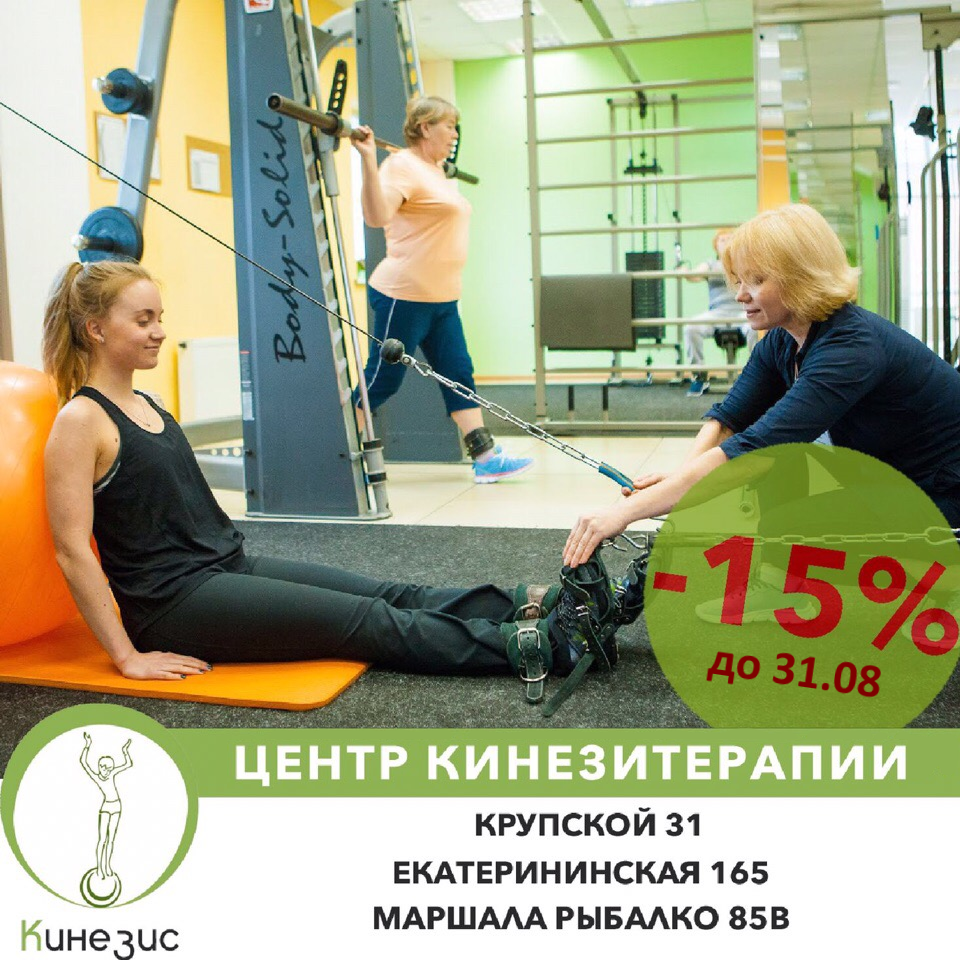 Body-Solid
-15%
до 31.08
ЦЕНТР КИНЕЗИТЕРАПИИ
КРУПСКОЙ 31
ЕКАТЕРИНИНСКАЯ 165
МАРШАЛА РЫБАЛКО 85В
Кинезис